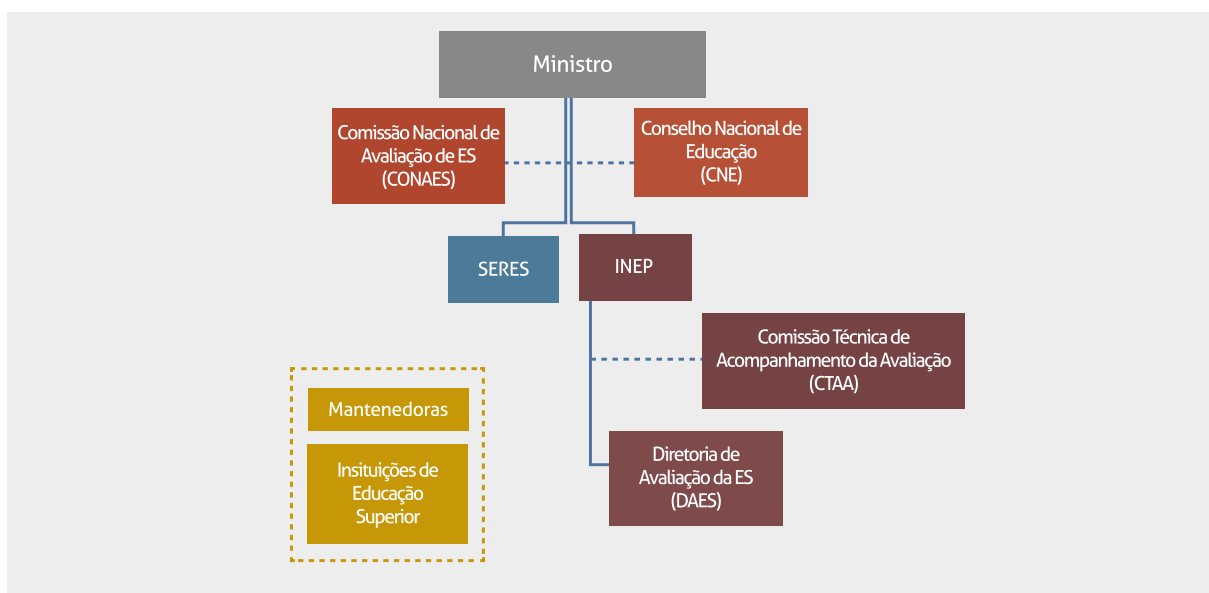 Ministro
Comissão Nacional de
Avaliação de ES
(CONAES)
Conselho Nacional de
Educação
(CNE)
SERES
INEP
Comissão Técnica de
Acompanhamento da Avaliação
(CTAA)
Mantenedoras
Insituições de
Educação
Superior
Diretoria de
Avaliação da ES
(DAES)